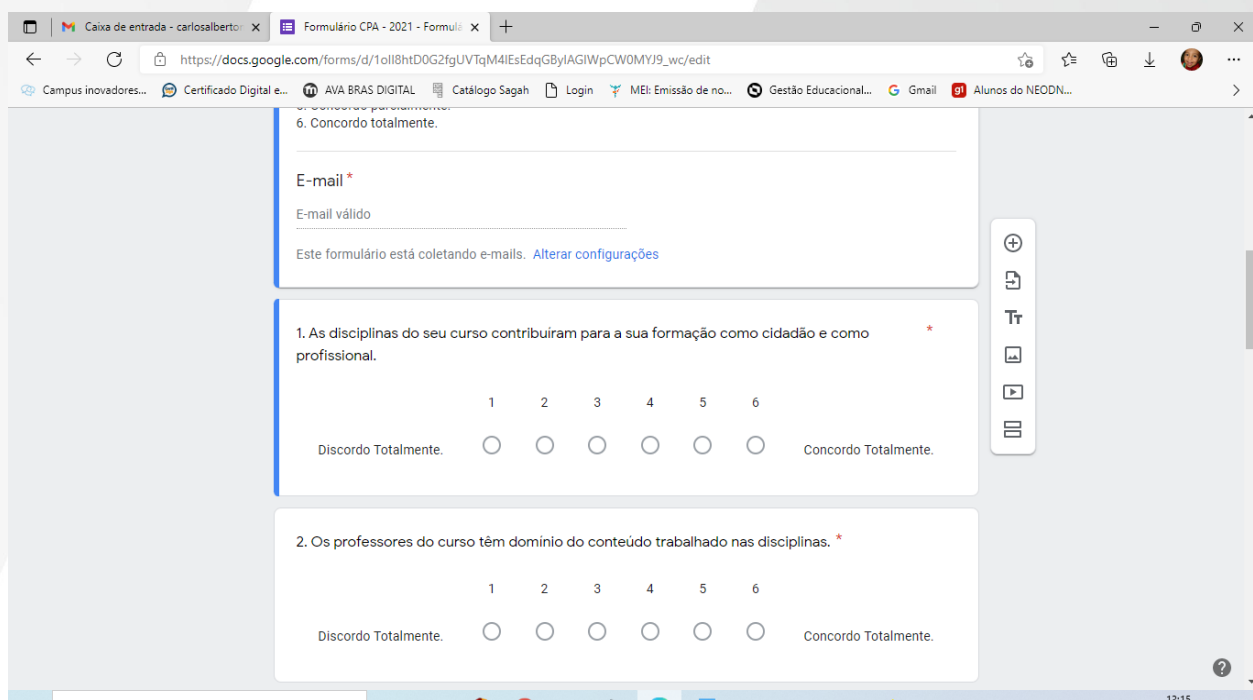 Caixa de entrada - carlosalberto
Formulário CPA - 2021 - Formulá
https://docs.google.com/forms/d/1oIl8htD0G2fgUVTqM4IEsEdqGByIAGIWpCW0MYJ9_wc/edit
Campus inovadores... Certificado Digital e... AVA BRAS DIGITAL Catálogo Sagah Login MEI: Emissão de no... Gestão Educacional... G Gmail g1 Alunos do NEODN...
6. Concordo totalmente.
E-mail *
E-mail válido
Este formulário está coletando e-mails. Alterar configurações
1. As disciplinas do seu curso contribuiram para a sua formação como cidadão e como *
profissional.
1 2 3 4 5 6
Discordo Totalmente. Concordo Totalmente.
2. Os professores do curso têm domínio do conteúdo trabalhado nas disciplinas. *
1 2 3 4 5 6
Discordo Totalmente. Concordo Totalmente.